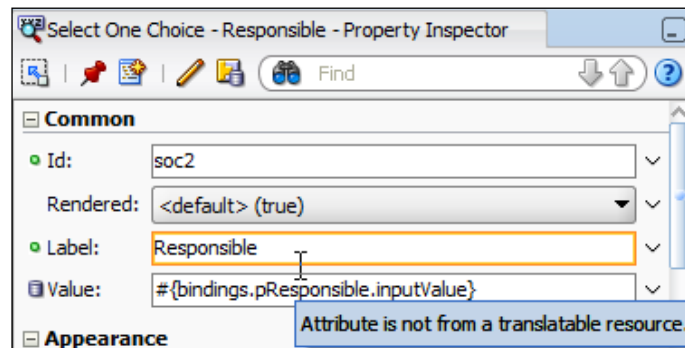 Select One Choice - Responsible - Property Inspector
Find
Common
Id: soc2
Rendered: <default> (true)
Label: Responsible
Value: #{bindings.pResponsible.inputValue}
Attribute is not from a translatable resource.
Appearance